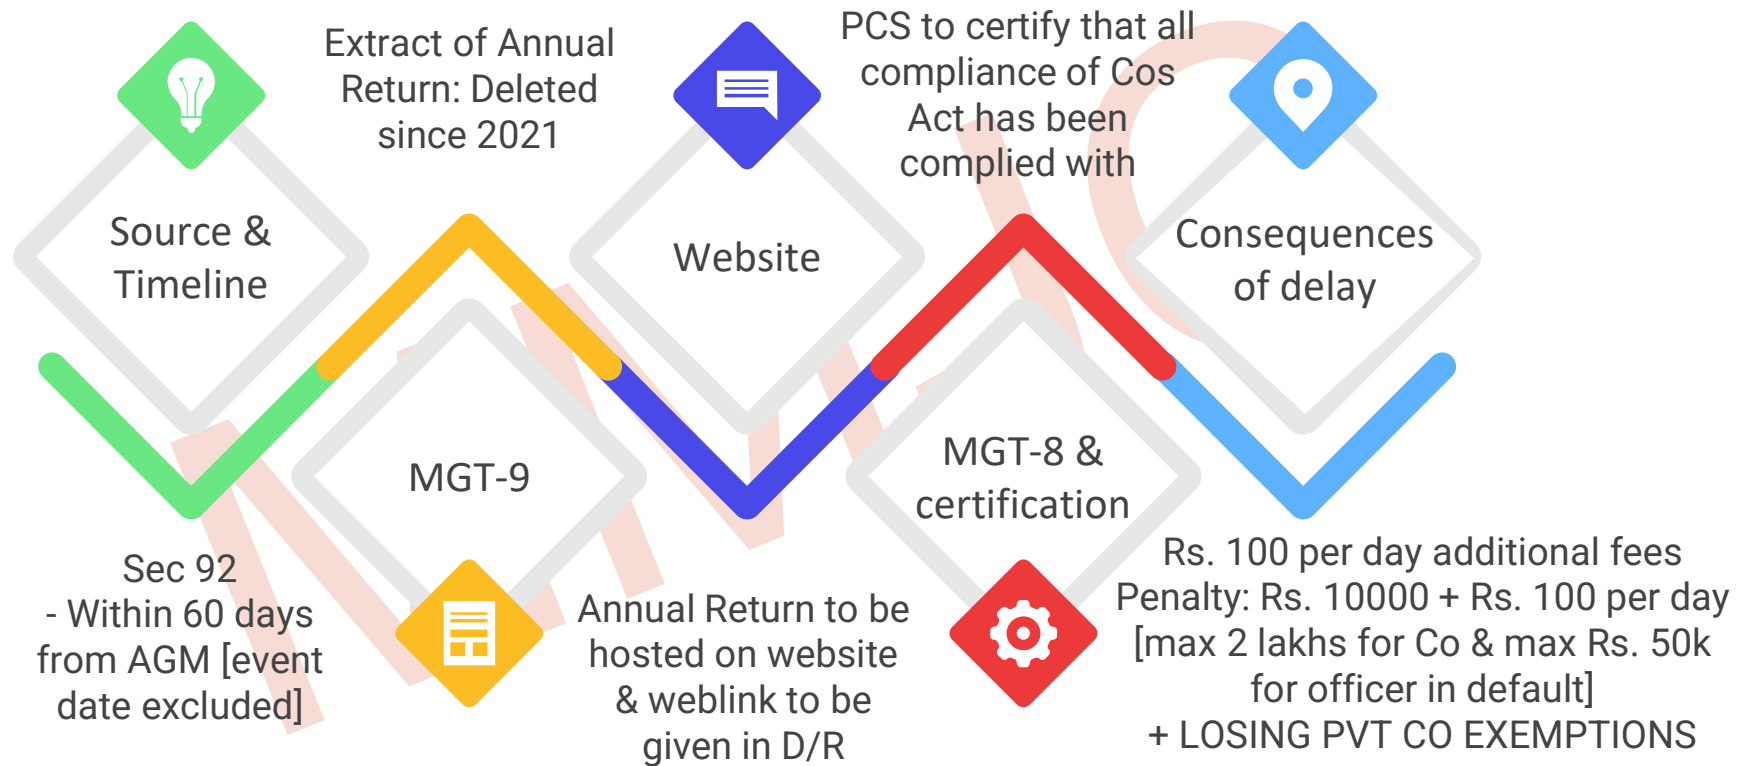 Source &
Timeline
Sec 92
- Within 60 days
from AGM [event
date excluded]
Extract of Annual
Return: Deleted
since 2021
MGT-9
Website
Annual Return to be
hosted on website
& weblink to be
given in D/R
PCS to certify that all
compliance of Cos
Act has been
complied with
MGT-8 &
certification
Consequences
of delay
Rs. 100 per day additional fees
Penalty: Rs. 10000 + Rs. 100 per day
[max 2 lakhs for Co & max Rs. 50k
for officer in default]
+ LOSING PVT CO EXEMPTIONS